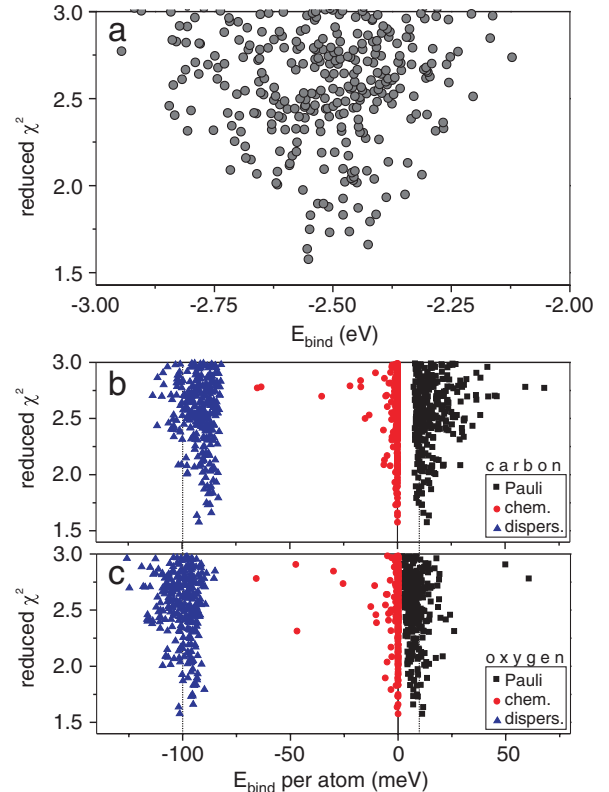 a
3.0
2.5
2.0
1.5
reduced χ²
-3.00 -2.75 -2.50 -2.25 -2.00
E_bind (eV)
b
3.0
2.5
2.0
1.5
reduced χ²
carbon
Pauli
chem.
dispers.
c
3.0
2.5
2.0
1.5
reduced χ²
oxygen
Pauli
chem.
dispers.
-100 -50 0 50
E_bind per atom (meV)